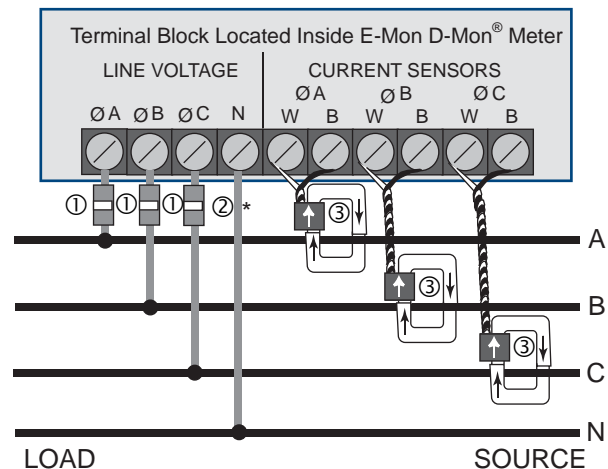 Terminal Block Located Inside E-Mon D-Mon® Meter
LINE VOLTAGE CURRENT SENSORS
ØA ØB ØC N ØA ØB ØC
W B W B W B
① ① ① ② * ③
A
③
B
③
C
N
LOAD SOURCE